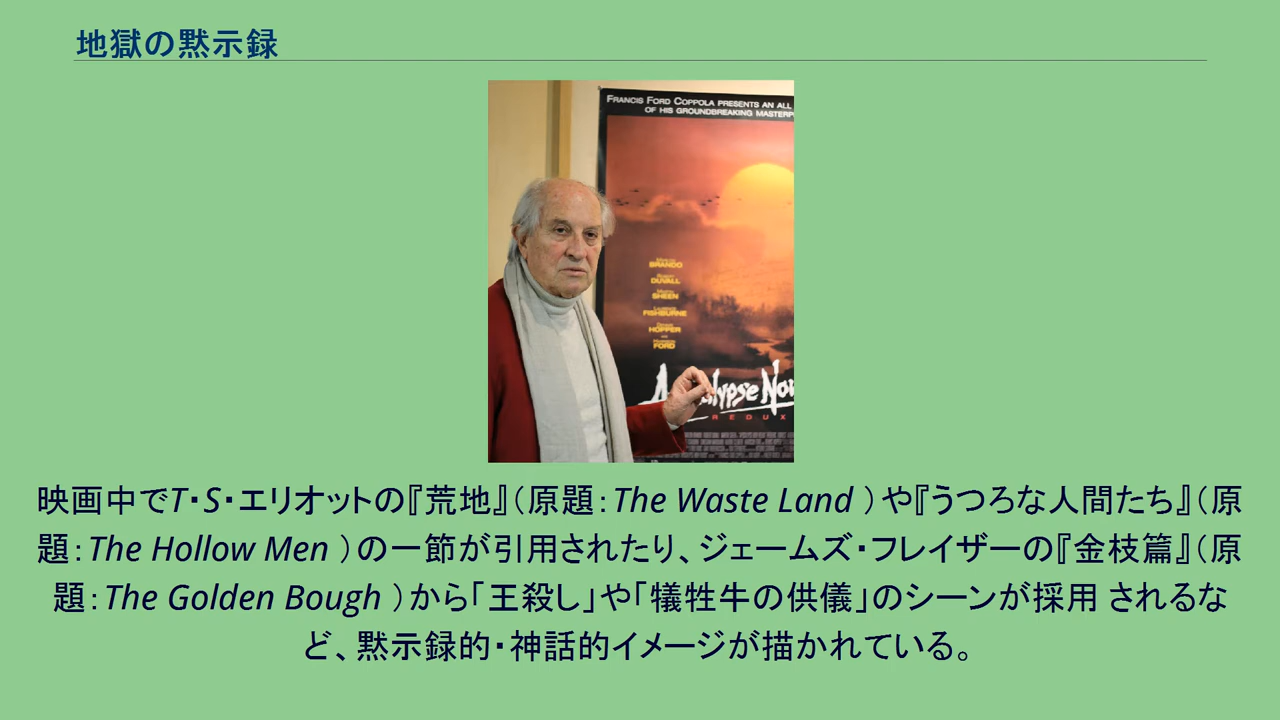 地獄の黙示録
FRANCIS FORD COPPOLA PRESENTS AN ALL
OF HIS GROUNDBREAKING MASTERP
BRANDO
DUVALL
SHEEN
FISHBURNE
HOPPER
FORD
Apocalypse Now
REDUX
映画中でT・S・エリオットの『荒地』（原題：The Waste Land ）や『うつろな人間たち』（原
題：The Hollow Men ）の一節が引用されたり、ジェームズ・フレイザーの『金枝篇』（原
題：The Golden Bough ）から「王殺し」や「犠牲牛の供儀」のシーンが採用 されるな
ど、黙示録的・神話的イメージが描かれている。